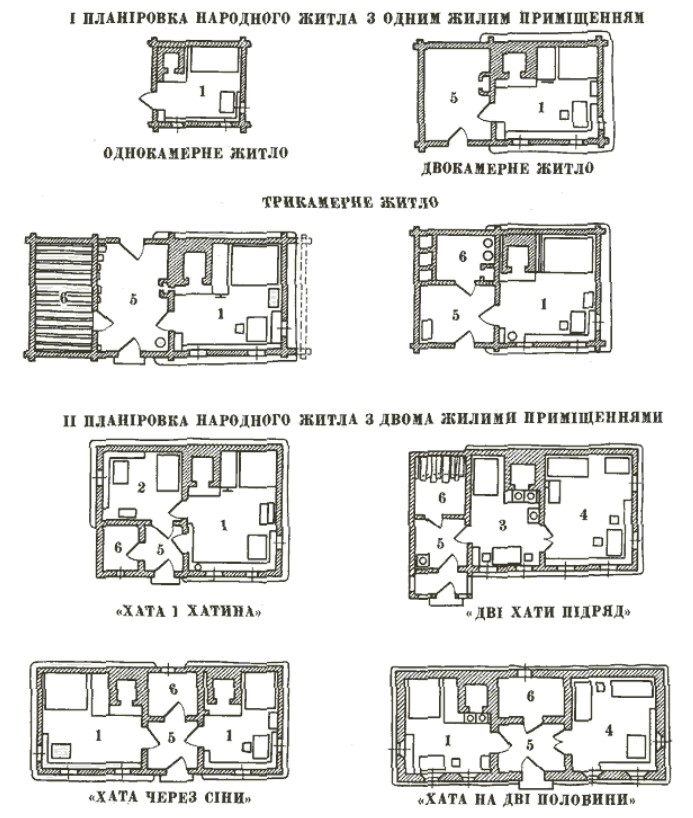 І ПЛАНІРОВКА НАРОДНОГО ЖИТЛА З ОДНИМ ЖИЛИМ ПРИМІЩЕННЯМ
1
5
1
ОДНОКАМЕРНЕ ЖИТЛО
ДВОКАМЕРНЕ ЖИТЛО
ТРИКАМЕРНЕ ЖИТЛО
6
5
1
6
5
1
ІІ ПЛАНІРОВКА НАРОДНОГО ЖИТЛА З ДВОМА ЖИЛИМИ ПРИМІЩЕННЯМИ
2
1
6
5
6
3
4
5
«ХАТА І ХАТИНА»
«ДВІ ХАТИ ПІДРЯД»
6
1
5
1
6
1
5
4
«ХАТА ЧЕРЕЗ СІНИ»
«ХАТА НА ДВІ ПОЛОВИНИ»